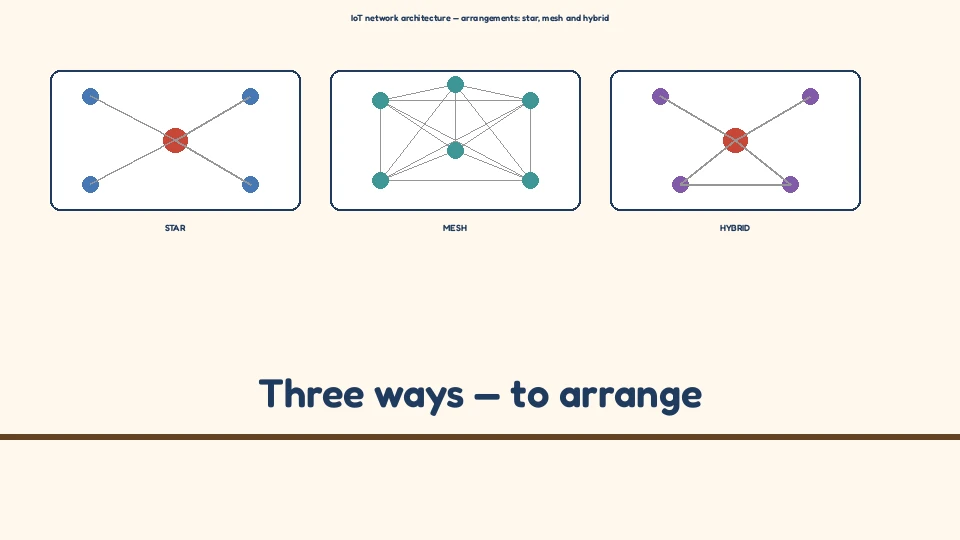 IoT network architecture — arrangements: star, mesh and hybrid
STAR
MESH
HYBRID
Three ways — to arrange